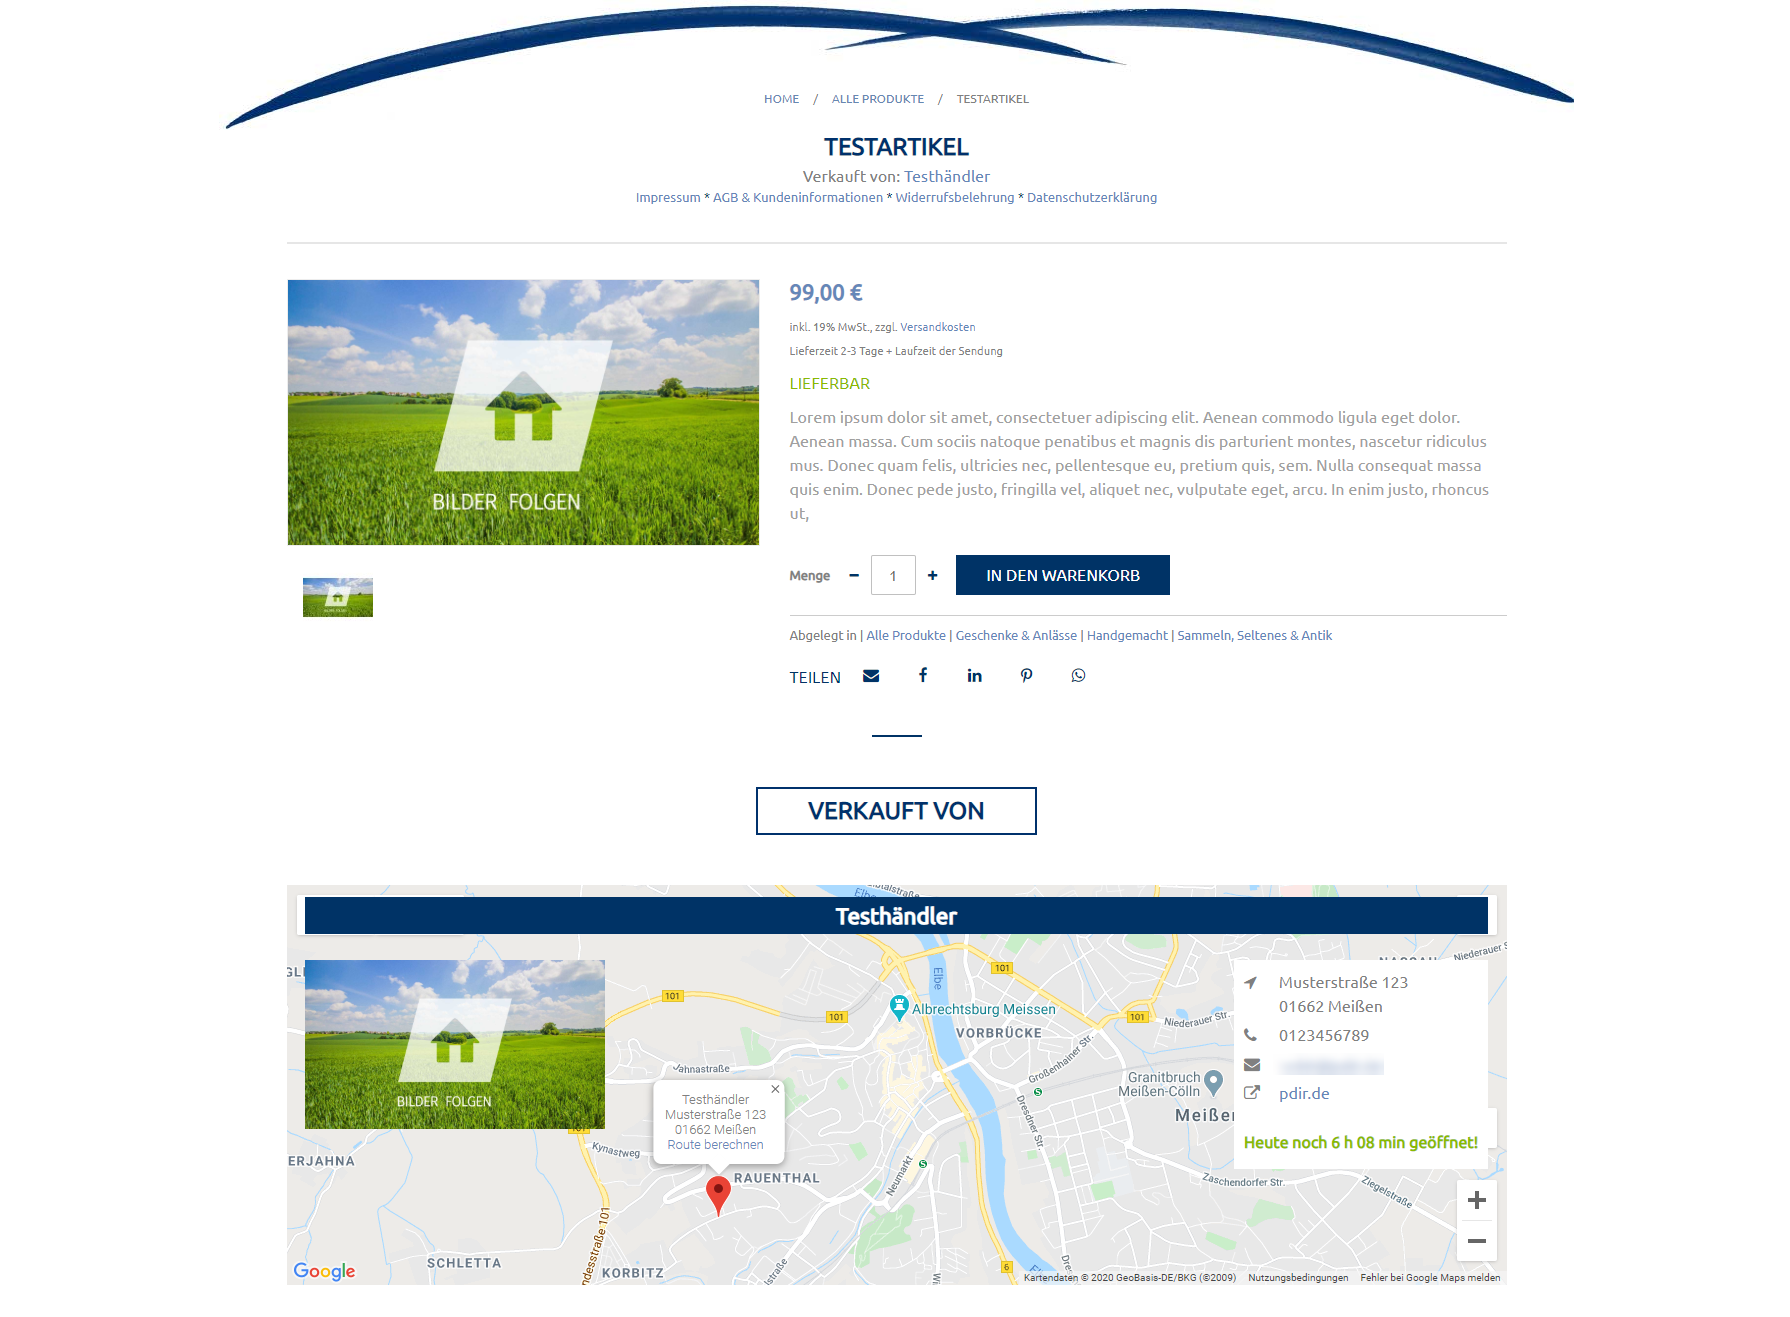 HOME / ALLE PRODUKTE / TESTARTIKEL
TESTARTIKEL
Verkauft von: Testhändler
Impressum * AGB & Kundeninformationen * Widerrufsbelehrung * Datenschutzerklärung
BILDER FOLGEN
99,00 €
inkl. 19% MwSt., zzgl. Versandkosten
Lieferzeit 2-3 Tage + Laufzeit der Sendung
LIEFERBAR
Lorem ipsum dolor sit amet, consectetuer adipiscing elit. Aenean commodo ligula eget dolor.
Aenean massa. Cum sociis natoque penatibus et magnis dis parturient montes, nascetur ridiculus
mus. Donec quam felis, ultricies nec, pellentesque eu, pretium quis, sem. Nulla consequat massa
quis enim. Donec pede justo, fringilla vel, aliquet nec, vulputate eget, arcu. In enim justo, rhoncus
ut,
Menge − 1 + IN DEN WARENKORB
Abgelegt in | Alle Produkte | Geschenke & Anlässe | Handgemacht | Sammeln, Seltenes & Antik
TEILEN
VERKAUFT VON
Testhändler
BILDER FOLGEN
Musterstraße 123
01662 Meißen
0123456789
pdir.de
Heute noch 6 h 08 min geöffnet!
Testhändler
Musterstraße 123
01662 Meißen
Route berechnen
Elbe
101
101
101
101
101
Niederauer Str.
Niederauer Str.
Albrechtsburg Meissen
VORBRÜCKE
Großenhainer Str.
Jahnastraße
Granitbruch
Meißen-Cölln
Dresdner Str.
Kynastweg
ERJAHNA
RAUENTHAL
Neumarkt
Zaschendorfer Str.
Ziegelstraße
SCHLETTA
KORBITZ
6
Google
Kartendaten © 2020 GeoBasis-DE/BKG (©2009) Nutzungsbedingungen Fehler bei Google Maps melden